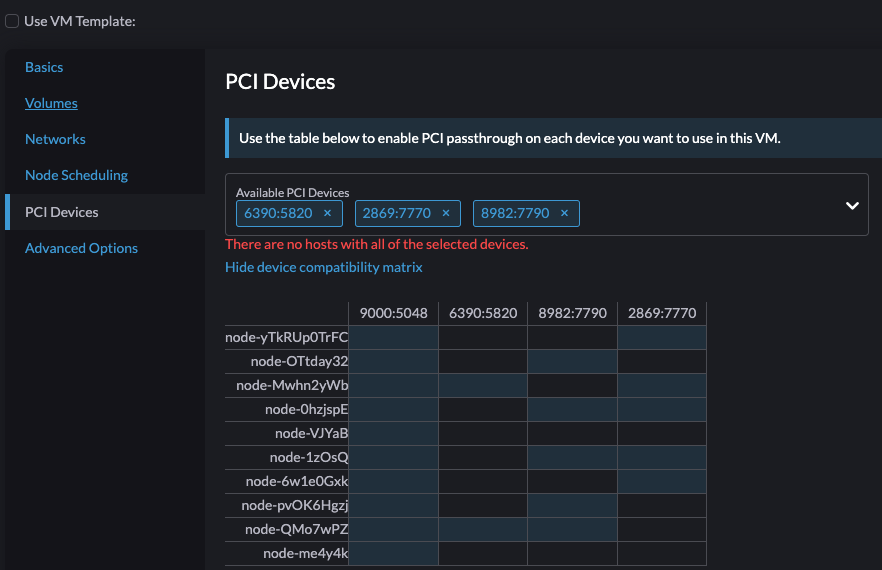 Use VM Template:
Basics
Volumes
Networks
Node Scheduling
PCI Devices
Advanced Options
PCI Devices
Use the table below to enable PCI passthrough on each device you want to use in this VM.
Available PCI Devices
6390:5820 × 2869:7770 × 8982:7790 ×
There are no hosts with all of the selected devices.
Hide device compatibility matrix
9000:5048 6390:5820 8982:7790 2869:7770
node-yTkRUp0TrFC
node-OTtday32
node-Mwhn2yWb
node-0hzjspE
node-VJYaB
node-1zOsQ
node-6w1e0Gxk
node-pvOK6Hgzj
node-QMo7wPZ
node-me4y4k